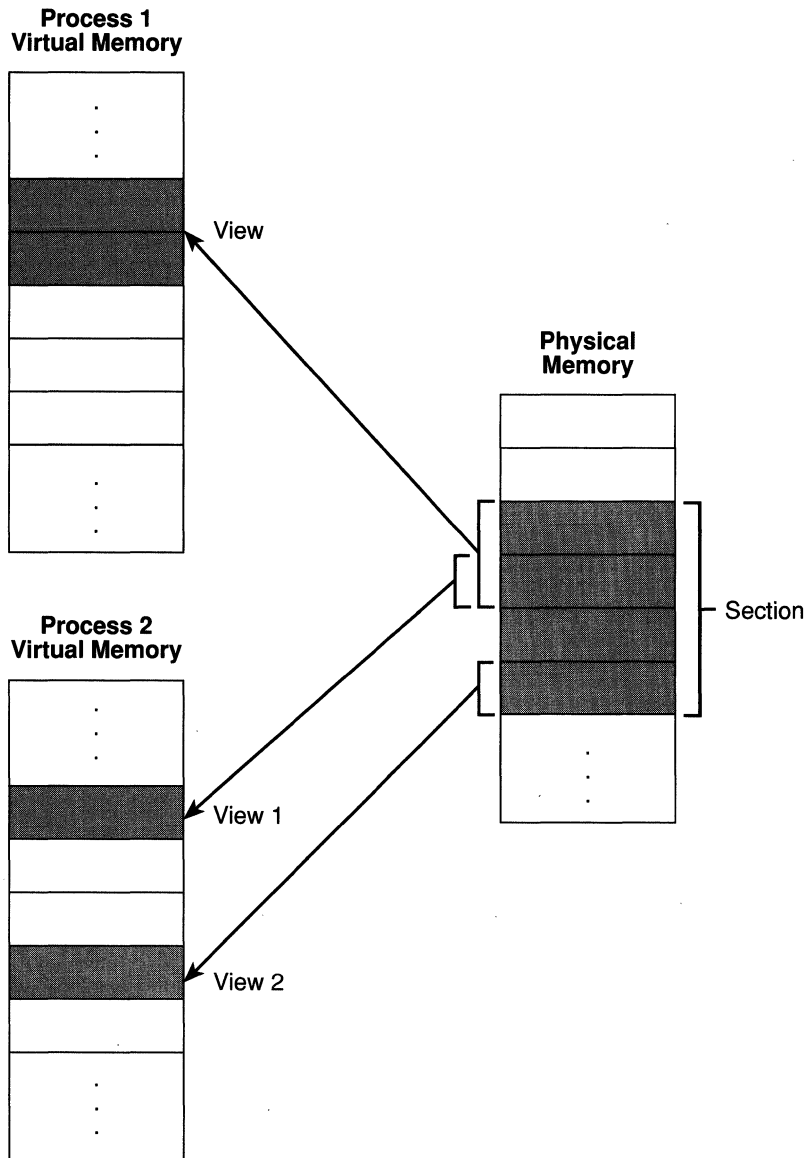 Process 1
Virtual Memory
View
Physical
Memory
Section
Process 2
Virtual Memory
View 1
View 2